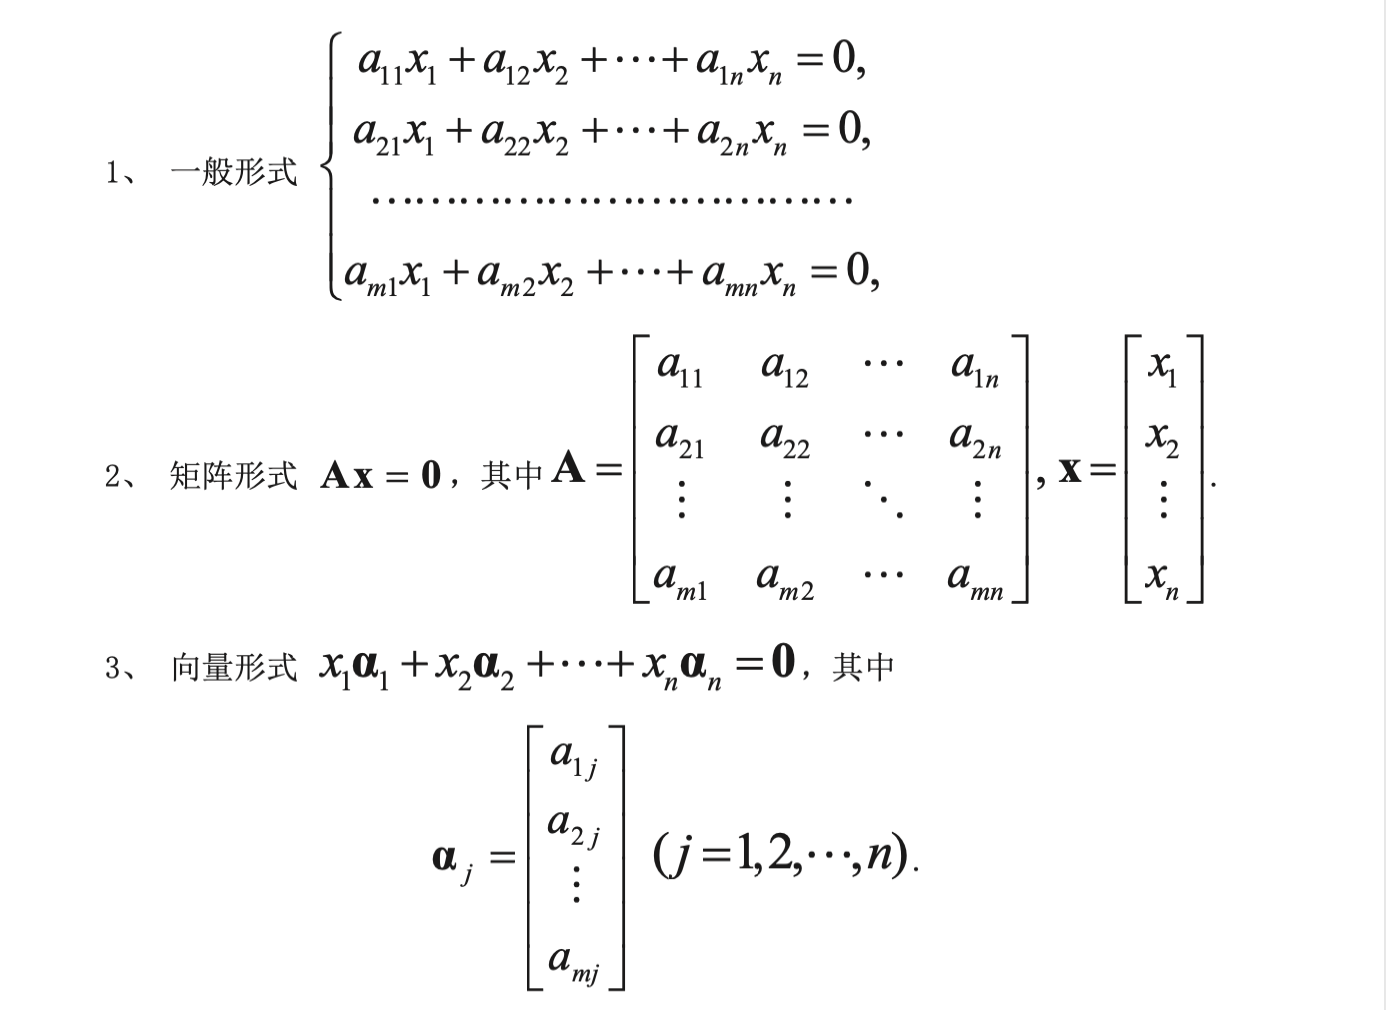 1、 一般形式 $\begin{cases} a_{11}x_1+a_{12}x_2+\cdots+a_{1n}x_n=0, \\ a_{21}x_1+a_{22}x_2+\cdots+a_{2n}x_n=0, \\ \cdots\cdots\cdots\cdots\cdots\cdots\cdots\cdots\cdots\cdots\cdots \\ a_{m1}x_1+a_{m2}x_2+\cdots+a_{mn}x_n=0, \end{cases}$
2、 矩阵形式 $\mathbf{Ax}=\mathbf{0}$，其中 $\mathbf{A}=\begin{bmatrix} a_{11} & a_{12} & \cdots & a_{1n} \\ a_{21} & a_{22} & \cdots & a_{2n} \\ \vdots & \vdots & \ddots & \vdots \\ a_{m1} & a_{m2} & \cdots & a_{mn} \end{bmatrix}, \mathbf{x}=\begin{bmatrix} x_1 \\ x_2 \\ \vdots \\ x_n \end{bmatrix}.$
3、 向量形式 $x_1\boldsymbol{\alpha}_1+x_2\boldsymbol{\alpha}_2+\cdots+x_n\boldsymbol{\alpha}_n=\mathbf{0}$，其中
$\boldsymbol{\alpha}_j=\begin{bmatrix} a_{1j} \\ a_{2j} \\ \vdots \\ a_{mj} \end{bmatrix} (j=1,2,\cdots,n).$